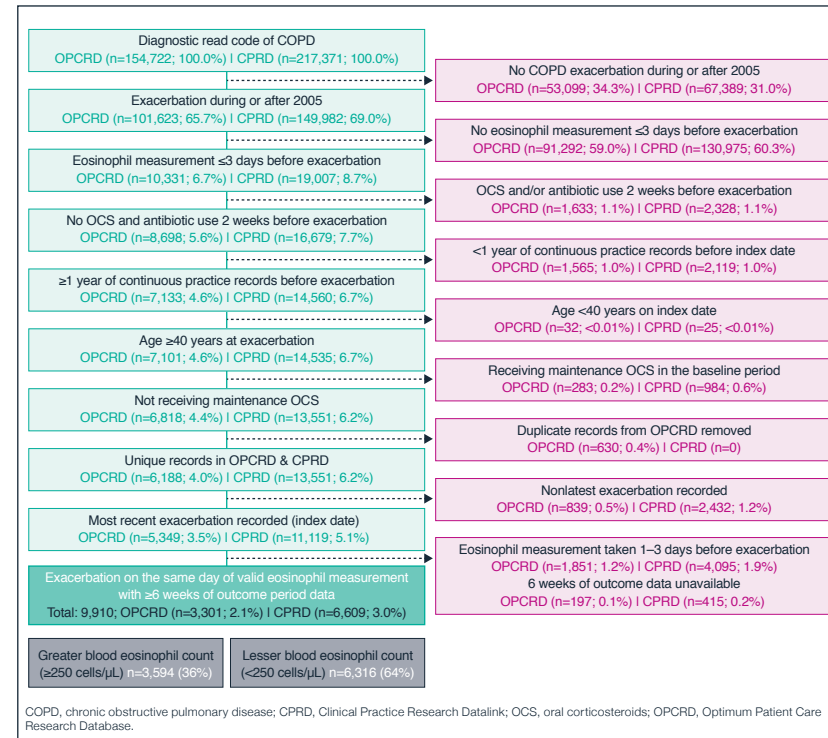 Diagnostic read code of COPD
OPCRD (n=154,722; 100.0%) | CPRD (n=217,371; 100.0%)
No COPD exacerbation during or after 2005
OPCRD (n=53,099; 34.3%) | CPRD (n=67,389; 31.0%)
Exacerbation during or after 2005
OPCRD (n=101,623; 65.7%) | CPRD (n=149,982; 69.0%)
No eosinophil measurement ≤3 days before exacerbation
OPCRD (n=91,292; 59.0%) | CPRD (n=130,975; 60.3%)
Eosinophil measurement ≤3 days before exacerbation
OPCRD (n=10,331; 6.7%) | CPRD (n=19,007; 8.7%)
OCS and/or antibiotic use 2 weeks before exacerbation
OPCRD (n=1,633; 1.1%) | CPRD (n=2,328; 1.1%)
No OCS and antibiotic use 2 weeks before exacerbation
OPCRD (n=8,698; 5.6%) | CPRD (n=16,679; 7.7%)
<1 year of continuous practice records before index date
OPCRD (n=1,565; 1.0%) | CPRD (n=2,119; 1.0%)
≥1 year of continuous practice records before exacerbation
OPCRD (n=7,133; 4.6%) | CPRD (n=14,560; 6.7%)
Age <40 years on index date
OPCRD (n=32; <0.01%) | CPRD (n=25; <0.01%)
Age ≥40 years at exacerbation
OPCRD (n=7,101; 4.6%) | CPRD (n=14,535; 6.7%)
Receiving maintenance OCS in the baseline period
OPCRD (n=283; 0.2%) | CPRD (n=984; 0.6%)
Not receiving maintenance OCS
OPCRD (n=6,818; 4.4%) | CPRD (n=13,551; 6.2%)
Duplicate records from OPCRD removed
OPCRD (n=630; 0.4%) | CPRD (n=0)
Unique records in OPCRD & CPRD
OPCRD (n=6,188; 4.0%) | CPRD (n=13,551; 6.2%)
Nonlatest exacerbation recorded
OPCRD (n=839; 0.5%) | CPRD (n=2,432; 1.2%)
Most recent exacerbation recorded (index date)
OPCRD (n=5,349; 3.5%) | CPRD (n=11,119; 5.1%)
Eosinophil measurement taken 1–3 days before exacerbation
OPCRD (n=1,851; 1.2%) | CPRD (n=4,095; 1.9%)
6 weeks of outcome data unavailable
OPCRD (n=197; 0.1%) | CPRD (n=415; 0.2%)
Exacerbation on the same day of valid eosinophil measurement
with ≥6 weeks of outcome period data
Total: 9,910; OPCRD (n=3,301; 2.1%) | CPRD (n=6,609; 3.0%)
Greater blood eosinophil count
(≥250 cells/µL) n=3,594 (36%)
Lesser blood eosinophil count
(<250 cells/µL) n=6,316 (64%)
COPD, chronic obstructive pulmonary disease; CPRD, Clinical Practice Research Datalink; OCS, oral corticosteroids; OPCRD, Optimum Patient Care
Research Database.